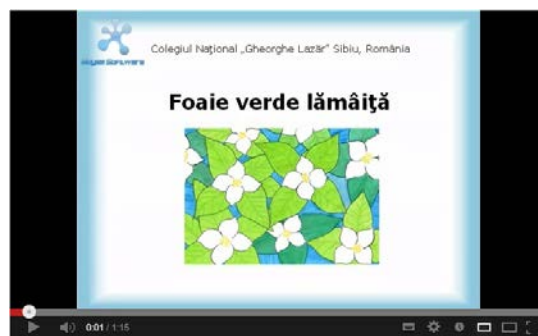 Colegiul Naţional „Gheorghe Lazăr” Sibiu, România
Foaie verde lămâiţă
0:01 / 1:15